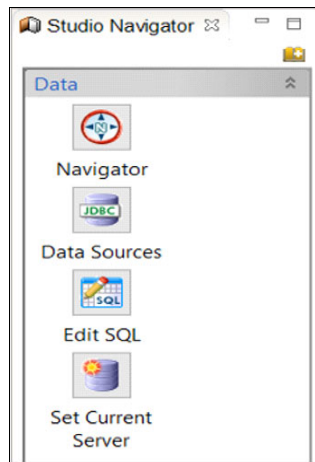 Studio Navigator
Data
N
Navigator
JDBC
Data Sources
SQL
Edit SQL
Set Current
Server